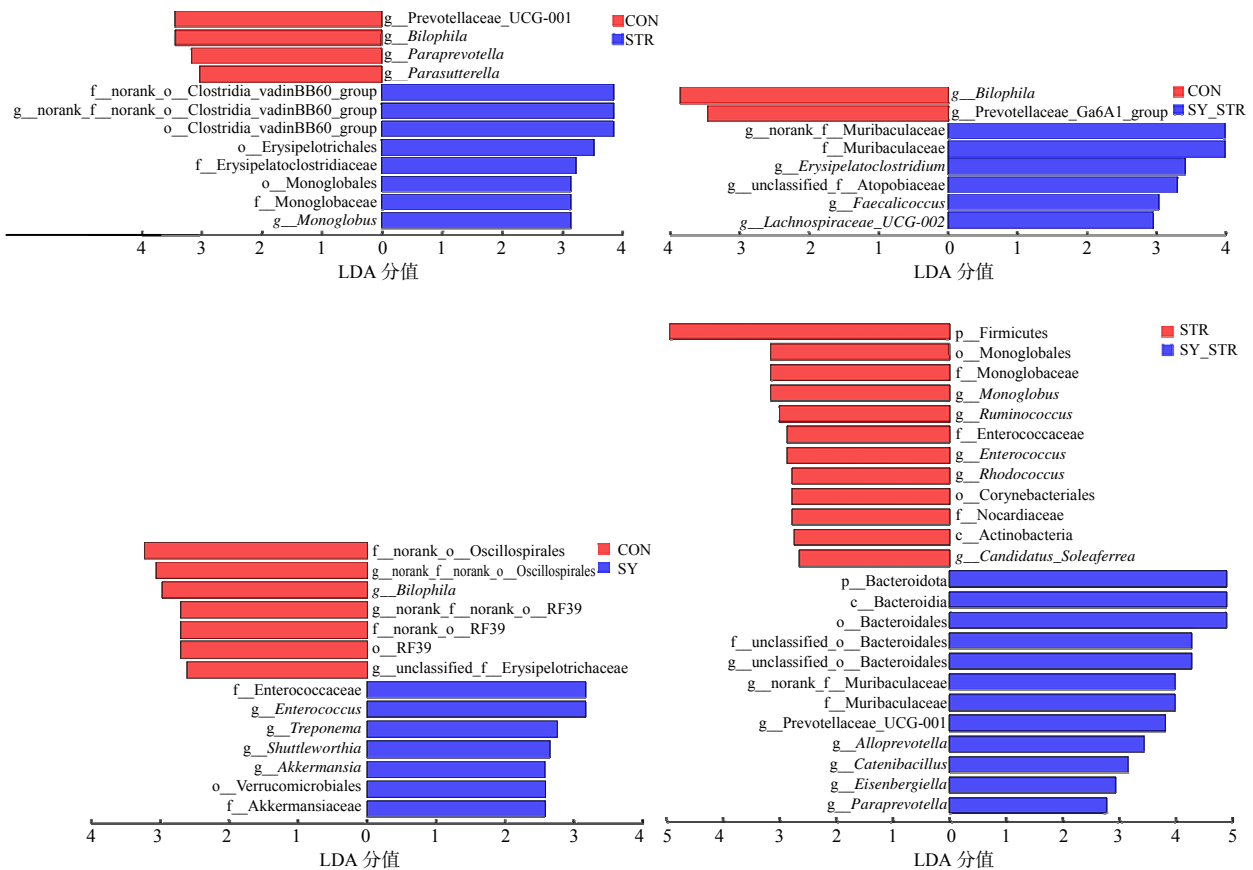 g__Prevotellaceae_UCG-001
g__Bilophila
g__Paraprevotella
g__Parasutterella
f__norank_o__Clostridia_vadinBB60_group
g__norank_f__norank_o__Clostridia_vadinBB60_group
o__Clostridia_vadinBB60_group
o__Erysipelotrichales
f__Erysipelatoclostridiaceae
o__Monoglobales
f__Monoglobaceae
g__Monoglobus
CON
STR
4 3 2 1 0 1 2 3 4
LDA 分值
g__Bilophila
g__Prevotellaceae_Ga6A1_group
g__norank_f__Muribaculaceae
f__Muribaculaceae
g__Erysipelatoclostridium
g__unclassified_f__Atopobiaceae
g__Faecalicoccus
g__Lachnospiraceae_UCG-002
CON
SY_STR
4 3 2 1 0 1 2 3 4
LDA 分值
f__norank_o__Oscillospirales
g__norank_f__norank_o__Oscillospirales
g__Bilophila
g__norank_f__norank_o__RF39
f__norank_o__RF39
o__RF39
g__unclassified_f__Erysipelotrichaceae
f__Enterococcaceae
g__Enterococcus
g__Treponema
g__Shuttleworthia
g__Akkermansia
o__Verrucomicrobiales
f__Akkermansiaceae
CON
SY
4 3 2 1 0 1 2 3 4
LDA 分值
p__Firmicutes
o__Monoglobales
f__Monoglobaceae
g__Monoglobus
g__Ruminococcus
f__Enterococcaceae
g__Enterococcus
g__Rhodococcus
o__Corynebacteriales
f__Nocardiaceae
c__Actinobacteria
g__Candidatus_Soleaferrea
p__Bacteroidota
c__Bacteroidia
o__Bacteroidales
f__unclassified_o__Bacteroidales
g__unclassified_o__Bacteroidales
g__norank_f__Muribaculaceae
f__Muribaculaceae
g__Prevotellaceae_UCG-001
g__Alloprevotella
g__Catenibacillus
g__Eisenbergiella
g__Paraprevotella
STR
SY_STR
5 4 3 2 1 0 1 2 3 4 5
LDA 分值